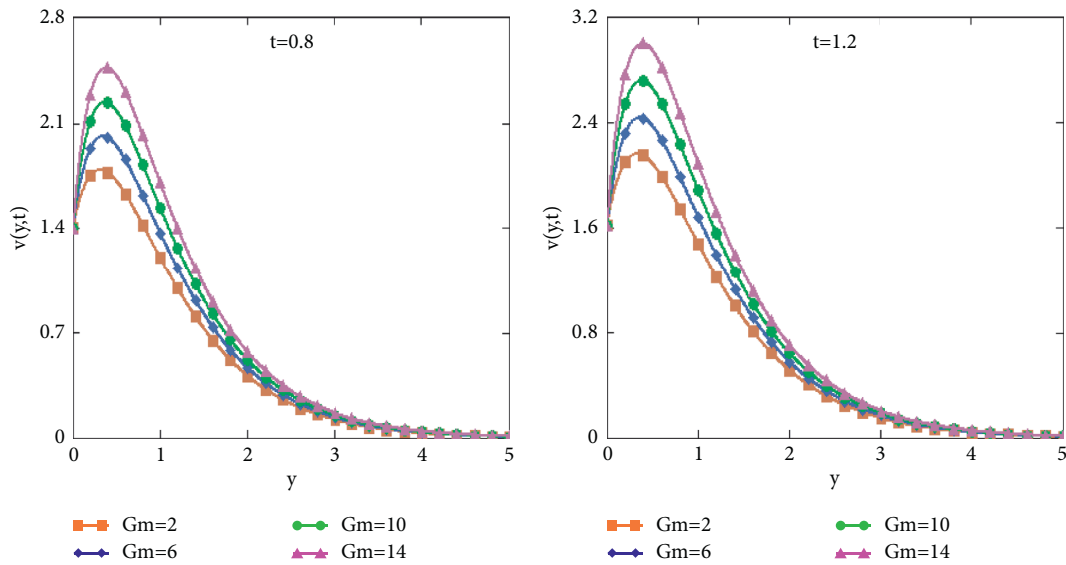 2.8
t=0.8
2.1
1.4
0.7
0
v(y,t)
0 1 2 3 4 5
y
Gm=2
Gm=6
Gm=10
Gm=14
3.2
t=1.2
2.4
1.6
0.8
0
v(y,t)
0 1 2 3 4 5
y
Gm=2
Gm=6
Gm=10
Gm=14